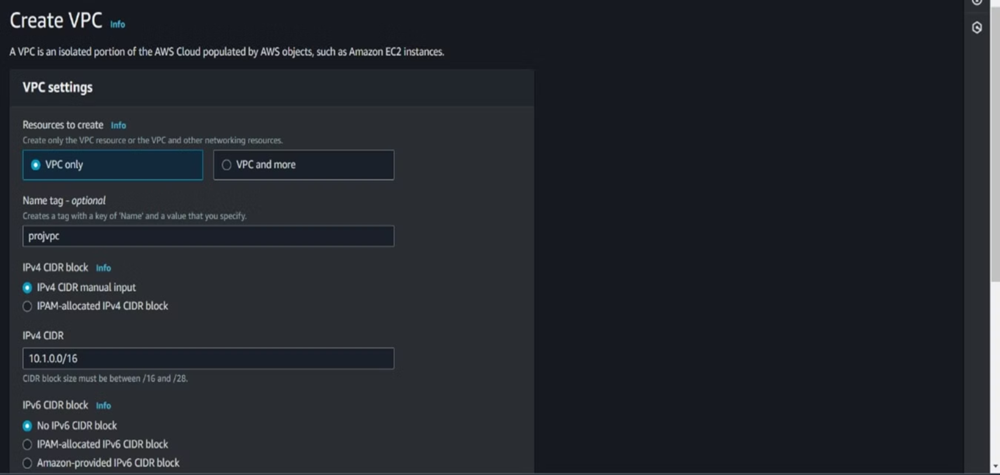 Create VPC Info
A VPC is an isolated portion of the AWS Cloud populated by AWS objects, such as Amazon EC2 instances.
VPC settings
Resources to create Info
Create only the VPC resource or the VPC and other networking resources.
VPC only VPC and more
Name tag - optional
Creates a tag with a key of 'Name' and a value that you specify.
projvpc
IPv4 CIDR block Info
IPv4 CIDR manual input
IPAM-allocated IPv4 CIDR block
IPv4 CIDR
10.1.0.0/16
CIDR block size must be between /16 and /28.
IPv6 CIDR block Info
No IPv6 CIDR block
IPAM-allocated IPv6 CIDR block
Amazon-provided IPv6 CIDR block